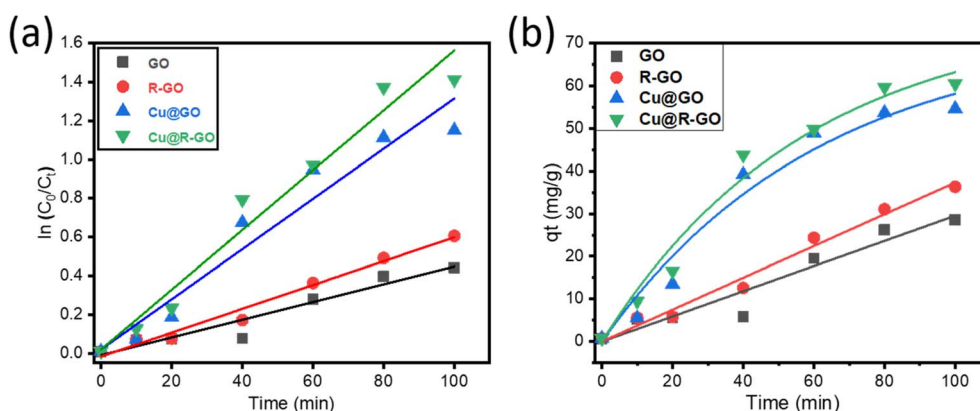 (a)
1.6
1.4
1.2
1.0
0.8
0.6
0.4
0.2
0.0
ln (C₀/Cₜ)
GO
R-GO
Cu@GO
Cu@R-GO
0 20 40 60 80 100
Time (min)
(b)
70
60
50
40
30
20
10
0
qt (mg/g)
GO
R-GO
Cu@GO
Cu@R-GO
0 20 40 60 80 100
Time (min)